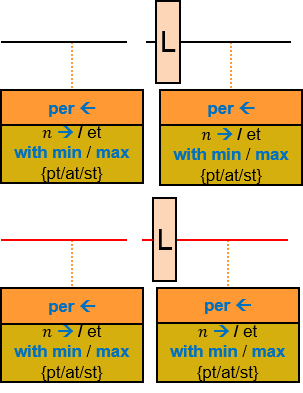 L
per ← per ←
n → / et n → / et
with min / max with min / max
{pt/at/st} {pt/at/st}
L
per ← per ←
n → / et n → / et
with min / max with min / max
{pt/at/st} {pt/at/st}